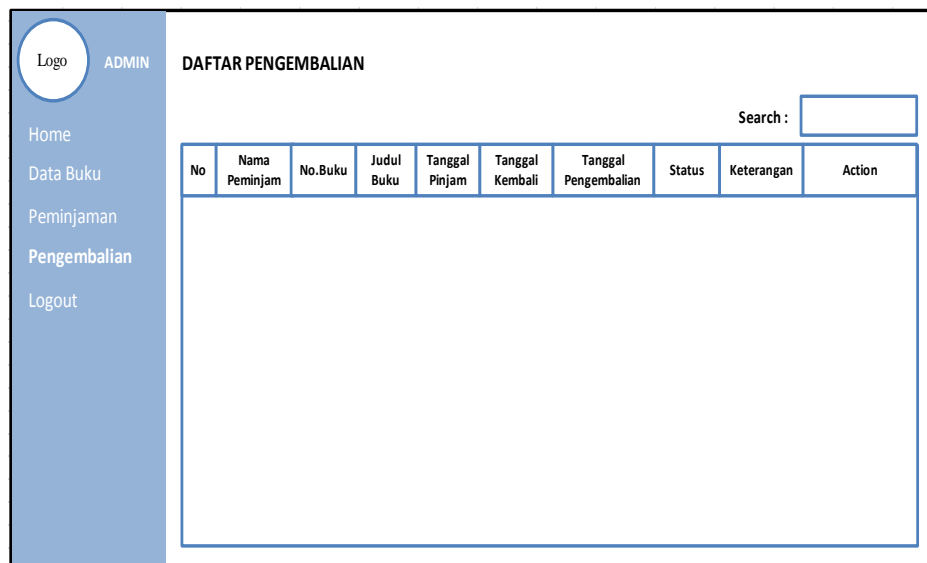 Logo
ADMIN
DAFTAR PENGEMBALIAN
Search :
Home
Data Buku
Peminjaman
Pengembalian
Logout
No
Nama
Peminjam
No.Buku
Judul
Buku
Tanggal
Pinjam
Tanggal
Kembali
Tanggal
Pengembalian
Status
Keterangan
Action